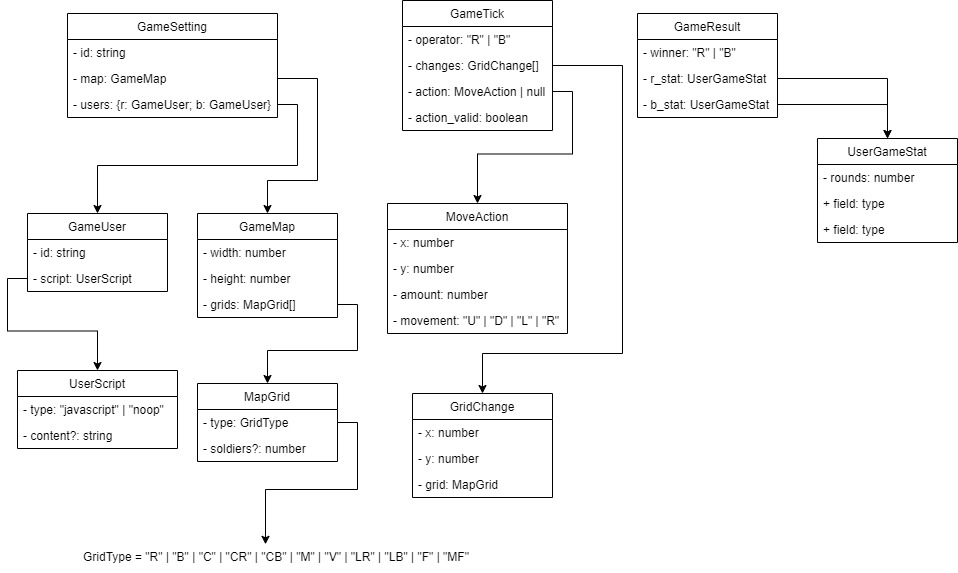 GameSetting
- id: string
- map: GameMap
- users: {r: GameUser; b: GameUser}
GameTick
- operator: "R" | "B"
- changes: GridChange[]
- action: MoveAction | null
- action_valid: boolean
GameResult
- winner: "R" | "B"
- r_stat: UserGameStat
- b_stat: UserGameStat
UserGameStat
- rounds: number
+ field: type
+ field: type
GameUser
- id: string
- script: UserScript
GameMap
- width: number
- height: number
- grids: MapGrid[]
MoveAction
- x: number
- y: number
- amount: number
- movement: "U" | "D" | "L" | "R"
UserScript
- type: "javascript" | "noop"
- content?: string
MapGrid
- type: GridType
- soldiers?: number
GridChange
- x: number
- y: number
- grid: MapGrid
GridType = "R" | "B" | "C" | "CR" | "CB" | "M" | "V" | "LR" | "LB" | "F" | "MF"